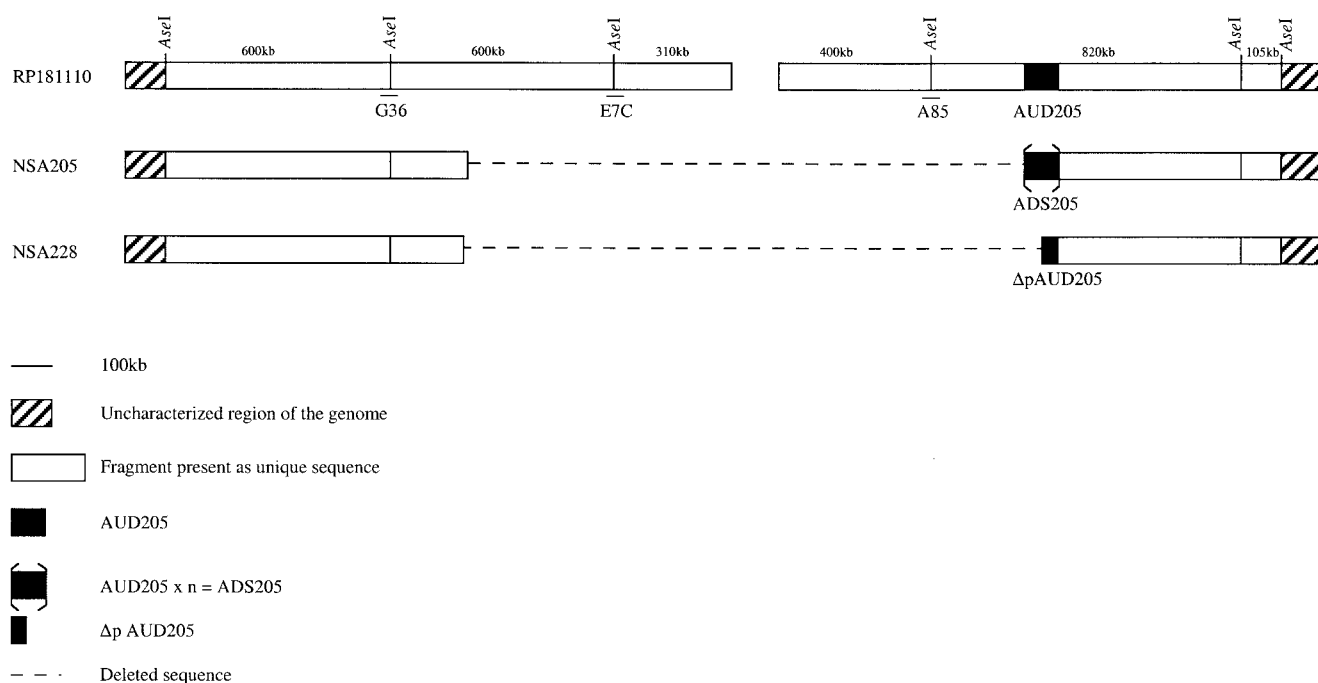 AseI AseI AseI AseI AseI AseI
600kb 600kb 310kb 400kb 820kb 105kb
RP181110
G36 E7C A85 AUD205
NSA205
ADS205
NSA228
ΔpAUD205
100kb
Uncharacterized region of the genome
Fragment present as unique sequence
AUD205
AUD205 x n = ADS205
Δp AUD205
Deleted sequence